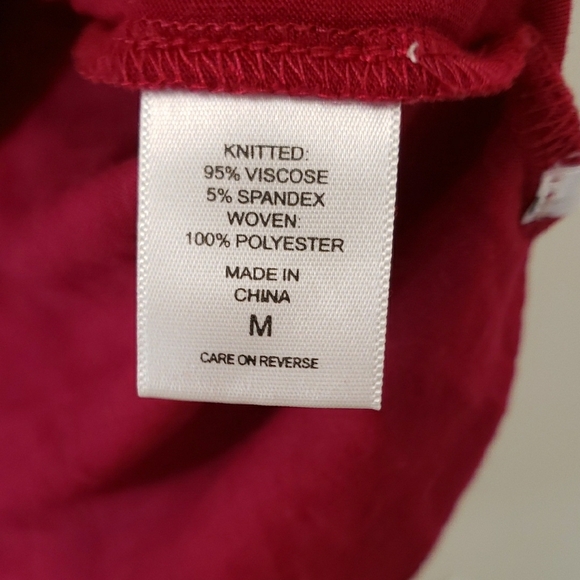 KNITTED:
95% VISCOSE
5% SPANDEX
WOVEN:
100% POLYESTER
MADE IN
CHINA
M
CARE ON REVERSE